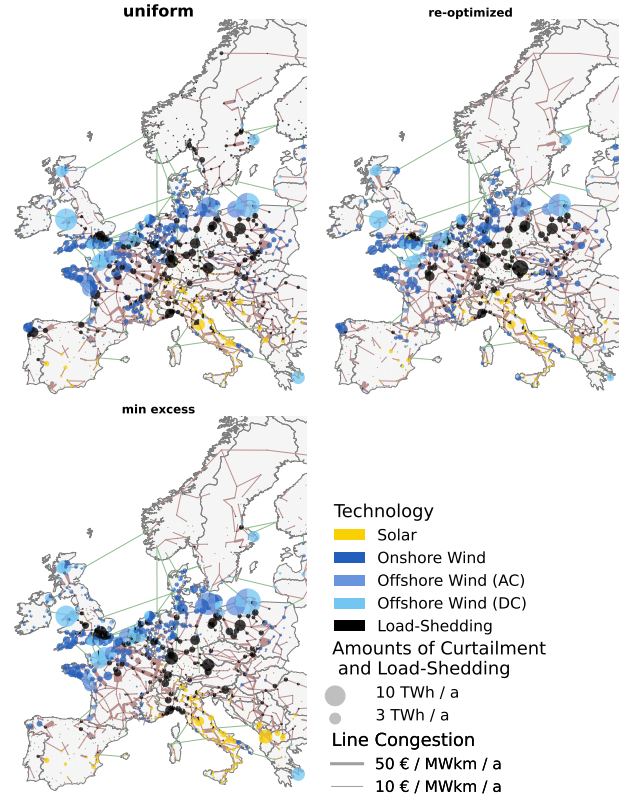 uniform
re-optimized
min excess
Technology
Solar
Onshore Wind
Offshore Wind (AC)
Offshore Wind (DC)
Load-Shedding
Amounts of Curtailment
and Load-Shedding
10 TWh / a
3 TWh / a
Line Congestion
50 € / MWkm / a
10 € / MWkm / a